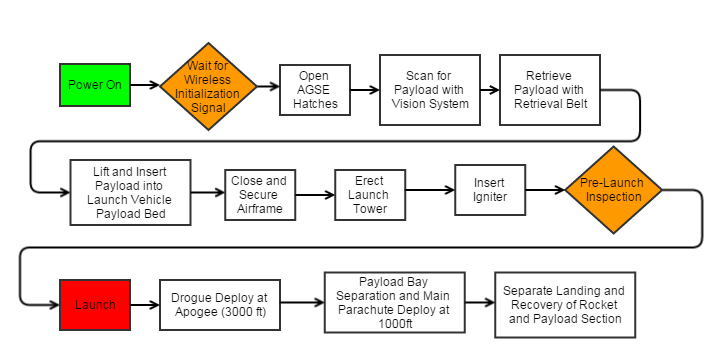 Power On
Wait for
Wireless
Initialization
Signal
Open
AGSE
Hatches
Scan for
Payload with
Vision System
Retrieve
Payload with
Retrieval Belt
Lift and Insert
Payload into
Launch Vehicle
Payload Bed
Close and
Secure
Airframe
Erect
Launch
Tower
Insert
Igniter
Pre-Launch
Inspection
Launch
Drogue Deploy at
Apogee (3000 ft)
Payload Bay
Separation and Main
Parachute Deploy at
1000ft
Separate Landing and
Recovery of Rocket
and Payload Section